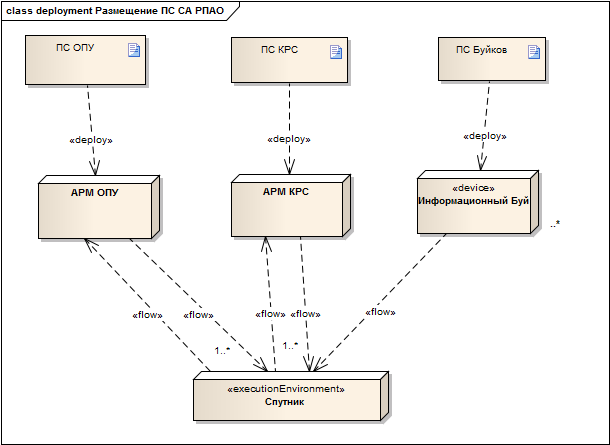 class deployment Размещение ПС СА РПАО
ПС ОПУ
ПС КРС
ПС Буйков
«deploy»
«deploy»
«deploy»
АРМ ОПУ
АРМ КРС
«device»
Информационный Буй
..*
«flow»
«flow»
«flow»
«flow»
«flow»
1..*
1..*
«executionEnvironment»
Спутник